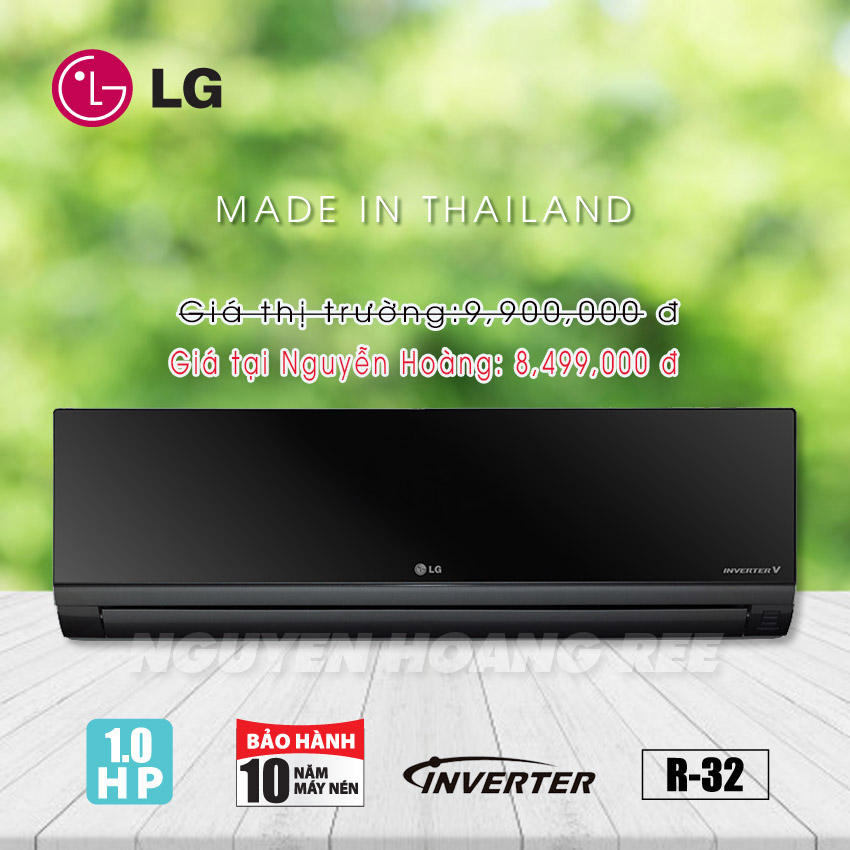 LG
MADE IN THAILAND
Giá thị trường:9,900,000 đ
Giá tại Nguyễn Hoàng: 8,499,000 đ
LG
INVERTER V
NGUYEN HOANG REE
1.0
HP
BẢO HÀNH
10 NĂM
MÁY NÉN
INVERTER
R-32